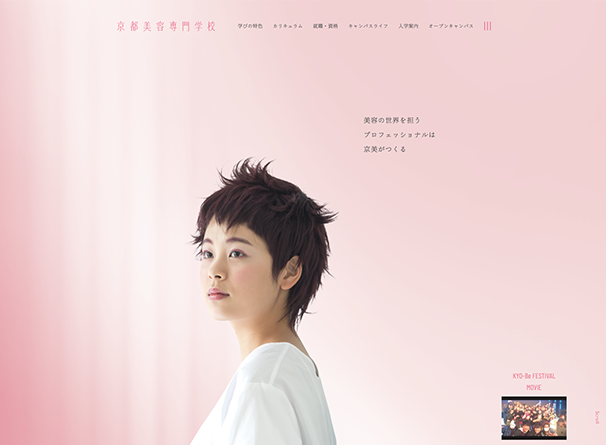 京都美容専門学校
学びの特色 カリキュラム 就職・資格 キャンパスライフ 入学案内 オープンキャンパス
美容の世界を担う
プロフェッショナルは
京美がつくる
KYO-Be FESTIVAL
MOVIE